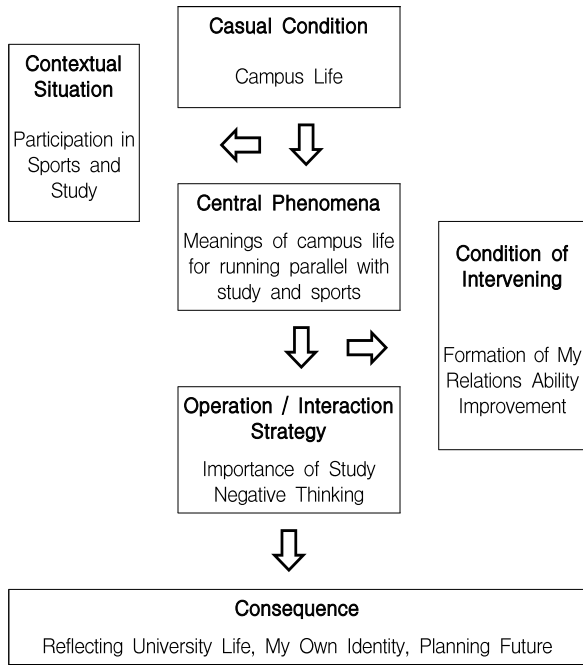 Casual Condition
Campus Life
Contextual
Situation
Participation in
Sports and
Study
Central Phenomena
Meanings of campus life
for running parallel with
study and sports
Condition of
Intervening
Formation of My
Relations Ability
Improvement
Operation / Interaction
Strategy
Importance of Study
Negative Thinking
Consequence
Reflecting University Life, My Own Identity, Planning Future